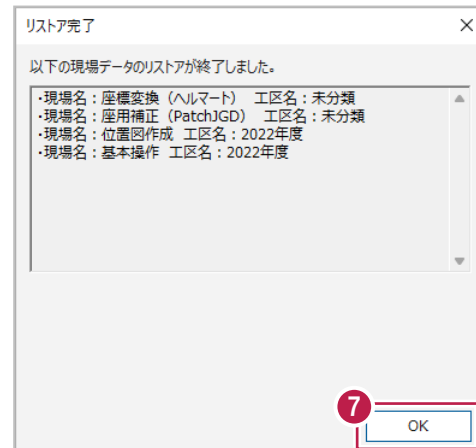 リストア完了
以下の現場データのリストアが終了しました。
・現場名：座標変換（ヘルマート） 工区名：未分類
・現場名：座用補正（PatchJGD） 工区名：未分類
・現場名：位置図作成 工区名：2022年度
・現場名：基本操作 工区名：2022年度
7
OK